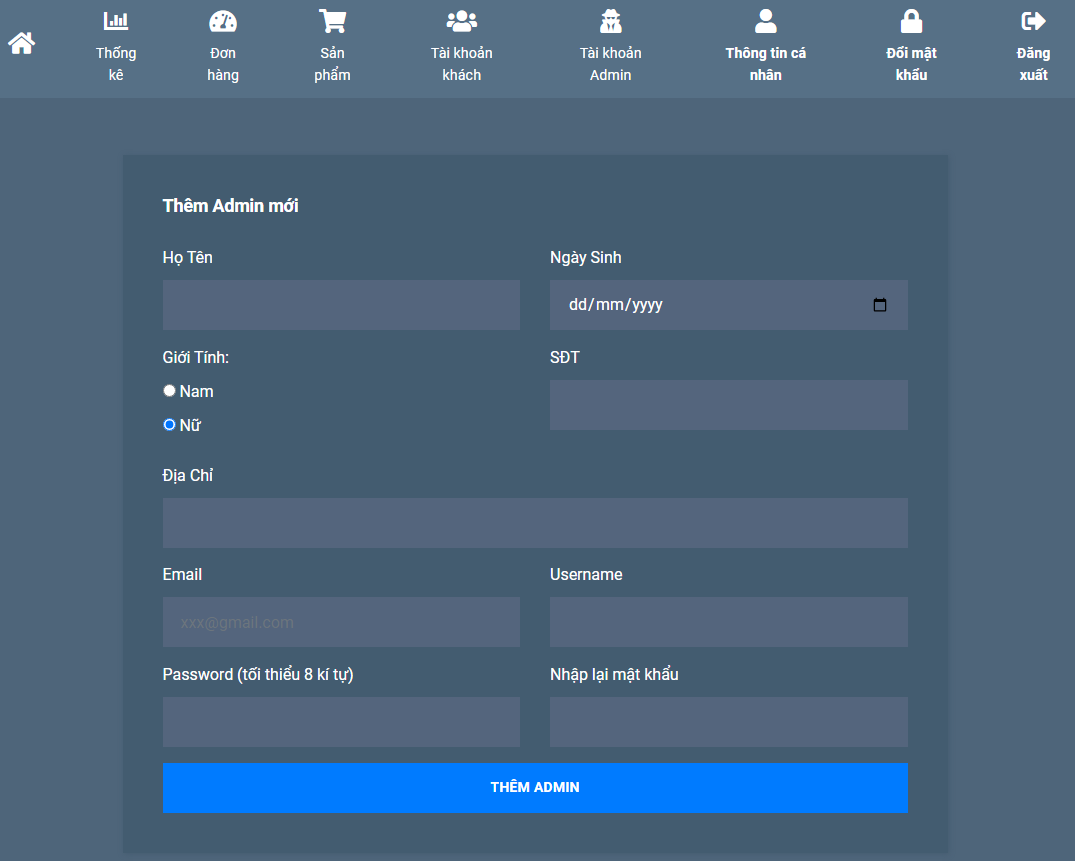 Thống
kê
Đơn
hàng
Sản
phẩm
Tài khoản
khách
Tài khoản
Admin
Thông tin cá
nhân
Đổi mật
khẩu
Đăng
xuất
Thêm Admin mới
Họ Tên
Ngày Sinh
dd/mm/yyyy
Giới Tính:
SĐT
Nam
Nữ
Địa Chỉ
Email
Username
xxx@gmail.com
Password (tối thiểu 8 kí tự)
Nhập lại mật khẩu
THÊM ADMIN